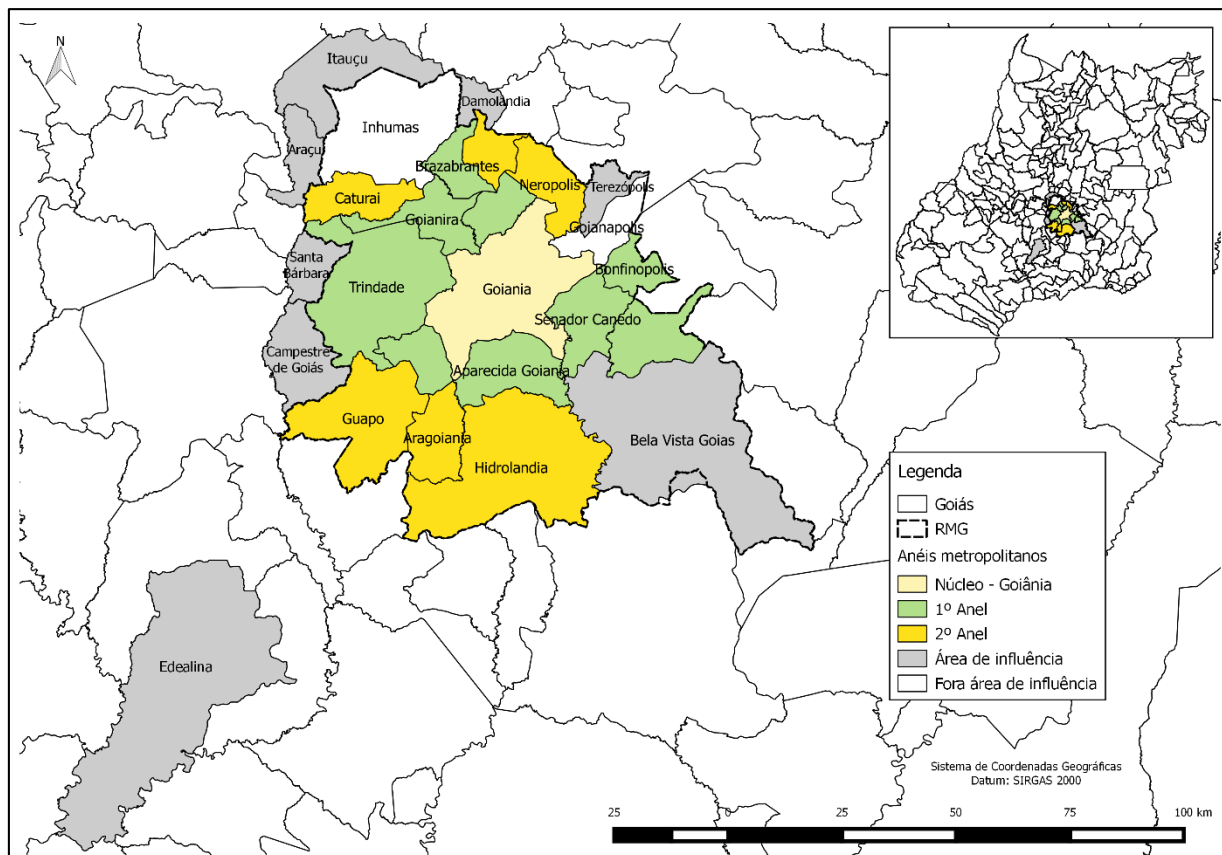 N
Itauçu
Damolândia
Inhumas
Araçu
Brazabrantes
Neropolis
Terezópolis
Caturai
Goianira
Goianapolis
Santa
Bárbara
Bonfinopolis
Trindade
Goiania
Senador Canedo
Campestre
de Goiás
Aparecida Goiania
Guapo
Aragoiania
Bela Vista Goias
Hidrolandia
Edealina
Legenda
Goiás
RMG
Anéis metropolitanos
Núcleo - Goiânia
1º Anel
2º Anel
Área de influência
Fora área de influência
Sistema de Coordenadas Geográficas
Datum: SIRGAS 2000
25 0 25 50 75 100 km